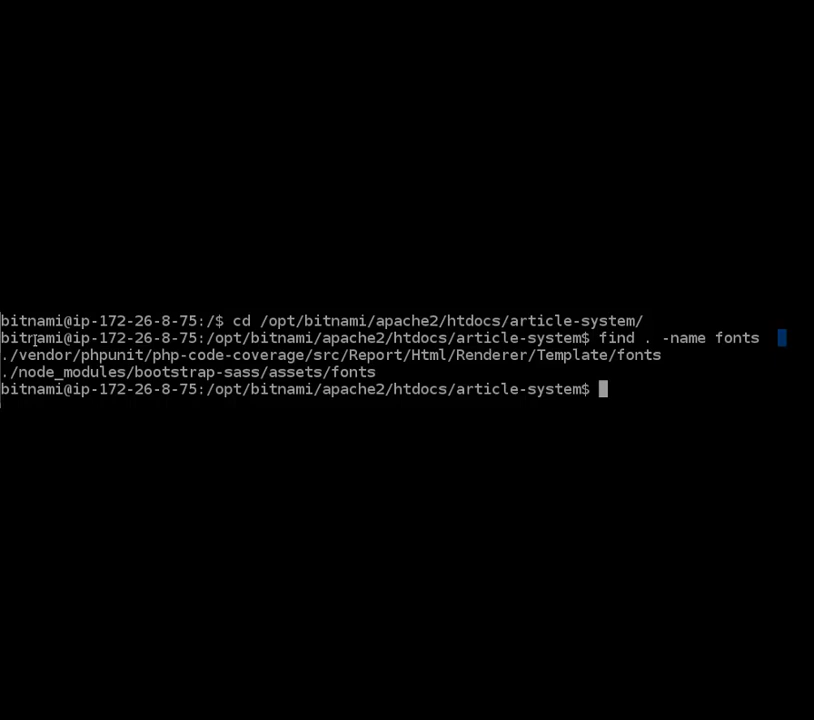 bitnami@ip-172-26-8-75:/$ cd /opt/bitnami/apache2/htdocs/article-system/
bitnami@ip-172-26-8-75:/opt/bitnami/apache2/htdocs/article-system$ find . -name fonts
./vendor/phpunit/php-code-coverage/src/Report/Html/Renderer/Template/fonts
./node_modules/bootstrap-sass/assets/fonts
bitnami@ip-172-26-8-75:/opt/bitnami/apache2/htdocs/article-system$